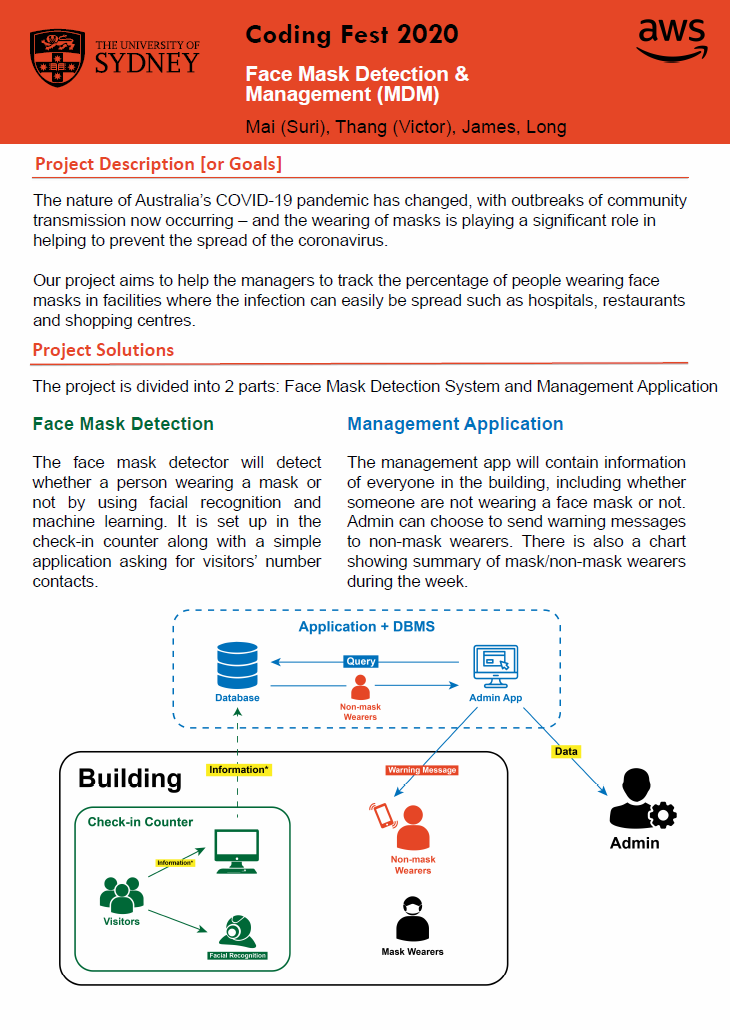 THE UNIVERSITY OF
SYDNEY
Coding Fest 2020
aws
Face Mask Detection &
Management (MDM)
Mai (Suri), Thang (Victor), James, Long
Project Description [or Goals]
The nature of Australia's COVID-19 pandemic has changed, with outbreaks of community
transmission now occurring – and the wearing of masks is playing a significant role in
helping to prevent the spread of the coronavirus.
Our project aims to help the managers to track the percentage of people wearing face
masks in facilities where the infection can easily be spread such as hospitals, restaurants
and shopping centres.
Project Solutions
The project is divided into 2 parts: Face Mask Detection System and Management Application
Face Mask Detection
The face mask detector will detect
whether a person wearing a mask or
not by using facial recognition and
machine learning. It is set up in the
check-in counter along with a simple
application asking for visitors' number
contacts.
Management Application
The management app will contain information
of everyone in the building, including whether
someone are not wearing a face mask or not.
Admin can choose to send warning messages
to non-mask wearers. There is also a chart
showing summary of mask/non-mask wearers
during the week.
Application + DBMS
Query
Database
Non-mask
Wearers
Admin App
Data
Admin
Information*
Warning Message
Building
Check-in Counter
Information*
Visitors
Facial Recognition
Non-mask
Wearers
Mask Wearers